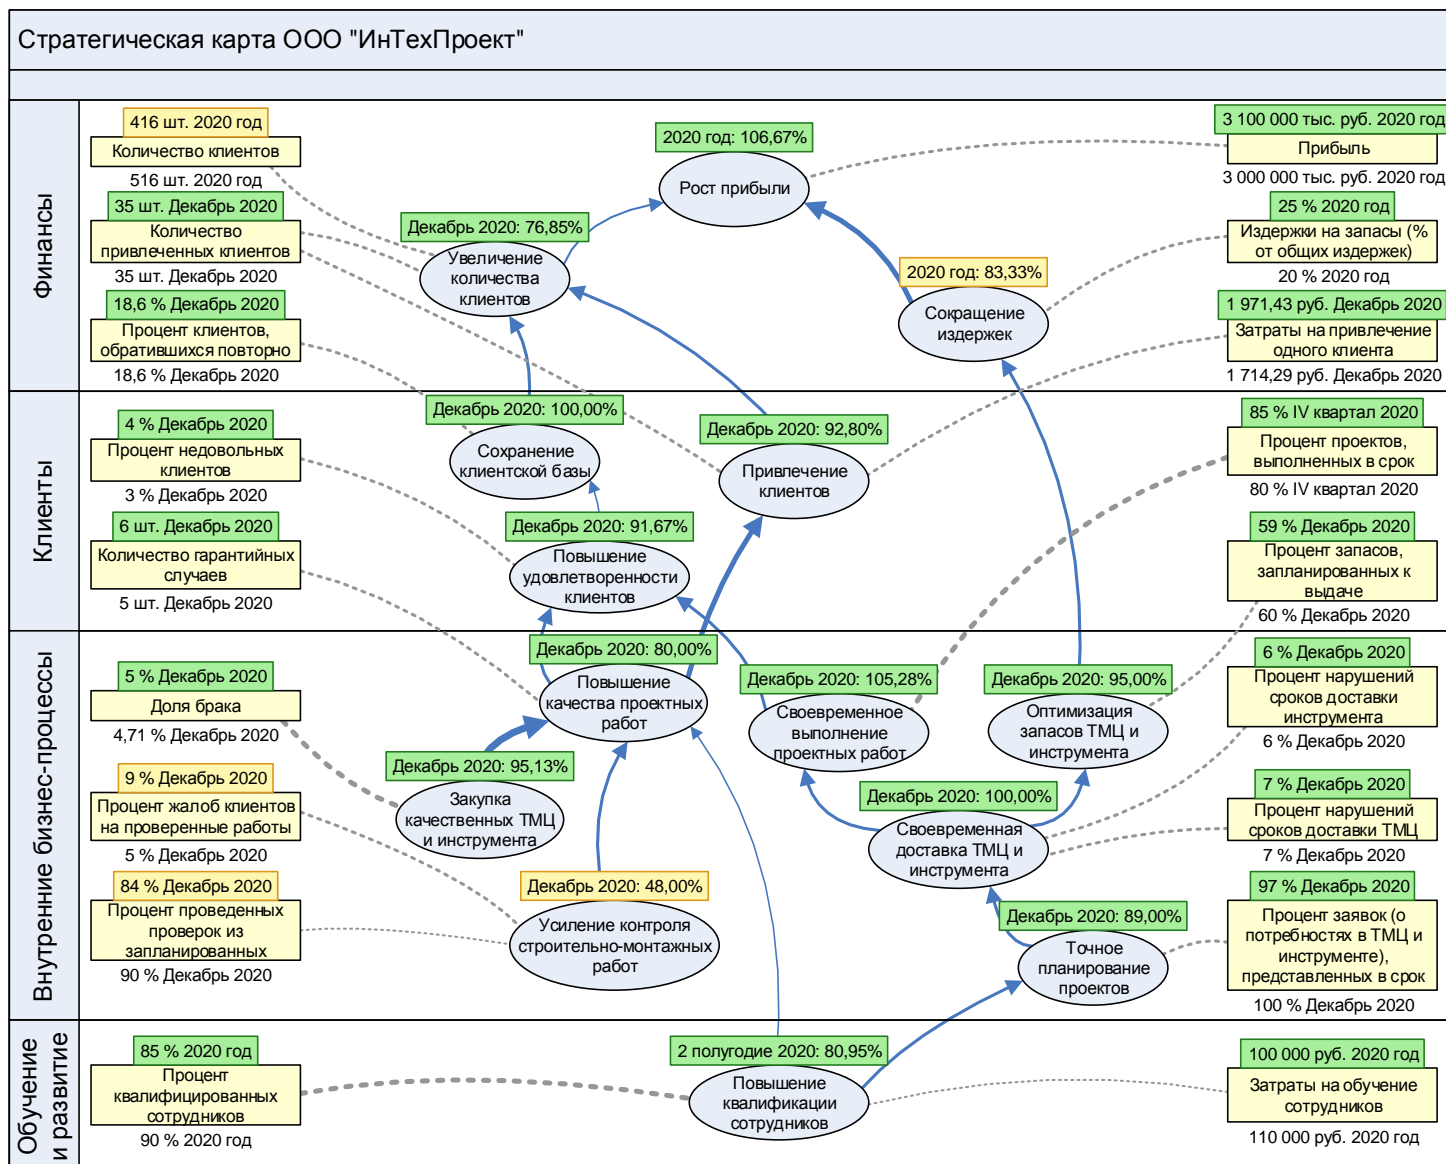 Стратегическая карта ООО "ИнТехПроект"
Финансы
416 шт. 2020 год
Количество клиентов
516 шт. 2020 год
35 шт. Декабрь 2020
Количество
привлеченных клиентов
35 шт. Декабрь 2020
18,6 % Декабрь 2020
Процент клиентов,
обратившихся повторно
18,6 % Декабрь 2020
2020 год: 106,67%
Рост прибыли
Декабрь 2020: 76,85%
Увеличение
количества
клиентов
2020 год: 83,33%
Сокращение
издержек
3 100 000 тыс. руб. 2020 год
Прибыль
3 000 000 тыс. руб. 2020 год
25 % 2020 год
Издержки на запасы (%
от общих издержек)
20 % 2020 год
1 971,43 руб. Декабрь 2020
Затраты на привлечение
одного клиента
1 714,29 руб. Декабрь 2020
Клиенты
4 % Декабрь 2020
Процент недовольных
клиентов
3 % Декабрь 2020
6 шт. Декабрь 2020
Количество гарантийных
случаев
5 шт. Декабрь 2020
Декабрь 2020: 100,00%
Сохранение
клиентской базы
Декабрь 2020: 92,80%
Привлечение
клиентов
Декабрь 2020: 91,67%
Повышение
удовлетворенности
клиентов
85 % IV квартал 2020
Процент проектов,
выполненных в срок
80 % IV квартал 2020
59 % Декабрь 2020
Процент запасов,
запланированных к
выдаче
60 % Декабрь 2020
Внутренние бизнес-процессы
5 % Декабрь 2020
Доля брака
4,71 % Декабрь 2020
9 % Декабрь 2020
Процент жалоб клиентов
на проверенные работы
5 % Декабрь 2020
84 % Декабрь 2020
Процент проведенных
проверок из
запланированных
90 % Декабрь 2020
Декабрь 2020: 80,00%
Повышение
качества проектных
работ
Декабрь 2020: 105,28%
Своевременное
выполнение
проектных работ
Декабрь 2020: 95,00%
Оптимизация
запасов ТМЦ и
инструмента
Декабрь 2020: 95,13%
Закупка
качественных ТМЦ
и инструмента
Декабрь 2020: 100,00%
Своевременная
доставка ТМЦ и
инструмента
Декабрь 2020: 48,00%
Усиление контроля
строительно-монтажных
работ
Декабрь 2020: 89,00%
Точное
планирование
проектов
6 % Декабрь 2020
Процент нарушений
сроков доставки
инструмента
6 % Декабрь 2020
7 % Декабрь 2020
Процент нарушений
сроков доставки ТМЦ
7 % Декабрь 2020
97 % Декабрь 2020
Процент заявок (о
потребностях в ТМЦ и
инструменте),
представленных в срок
100 % Декабрь 2020
Обучение
и развитие
85 % 2020 год
Процент
квалифицированных
сотрудников
90 % 2020 год
2 полугодие 2020: 80,95%
Повышение
квалификации
сотрудников
100 000 руб. 2020 год
Затраты на обучение
сотрудников
110 000 руб. 2020 год